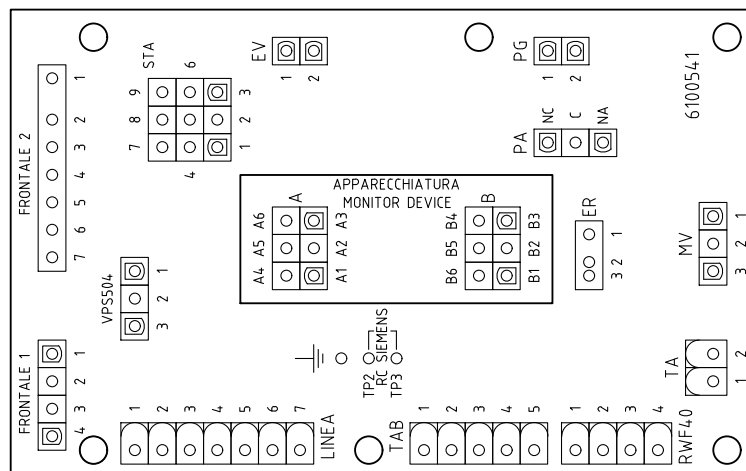 STA
6
9
8
7
3
2
1
4
EV
1
2
PG
1
2
PA
NC
C
NA
6100541
FRONTALE 2
1
2
3
4
5
6
7
APPARECCHIATURA
MONITOR DEVICE
A
A6
A5
A4
A3
A2
A1
B
B4
B5
B6
B3
B2
B1
ER
1
2
3
MV
1
2
3
VPS504
1
2
3
FRONTALE 1
1
2
3
4
RC SIEMENS
TP2
TP3
TA
1
2
LINEA
1
2
3
4
5
6
7
TAB
1
2
3
4
5
RWF40
1
2
3
4